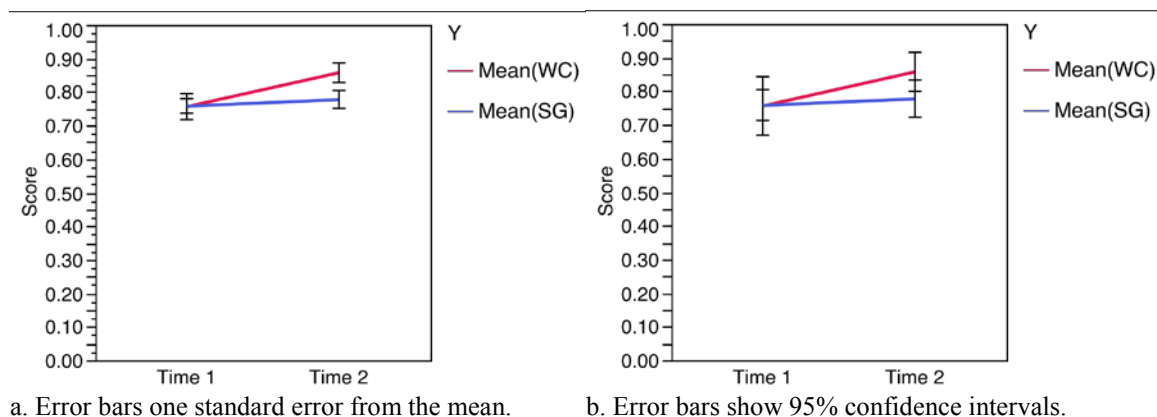 Y
Mean(WC)
Mean(SG)
1.00
0.90
0.80
0.70
0.60
0.50
0.40
0.30
0.20
0.10
0.00
Score
Time 1
Time 2
a. Error bars one standard error from the mean.
Y
Mean(WC)
Mean(SG)
1.00
0.90
0.80
0.70
0.60
0.50
0.40
0.30
0.20
0.10
0.00
Score
Time 1
Time 2
b. Error bars show 95% confidence intervals.